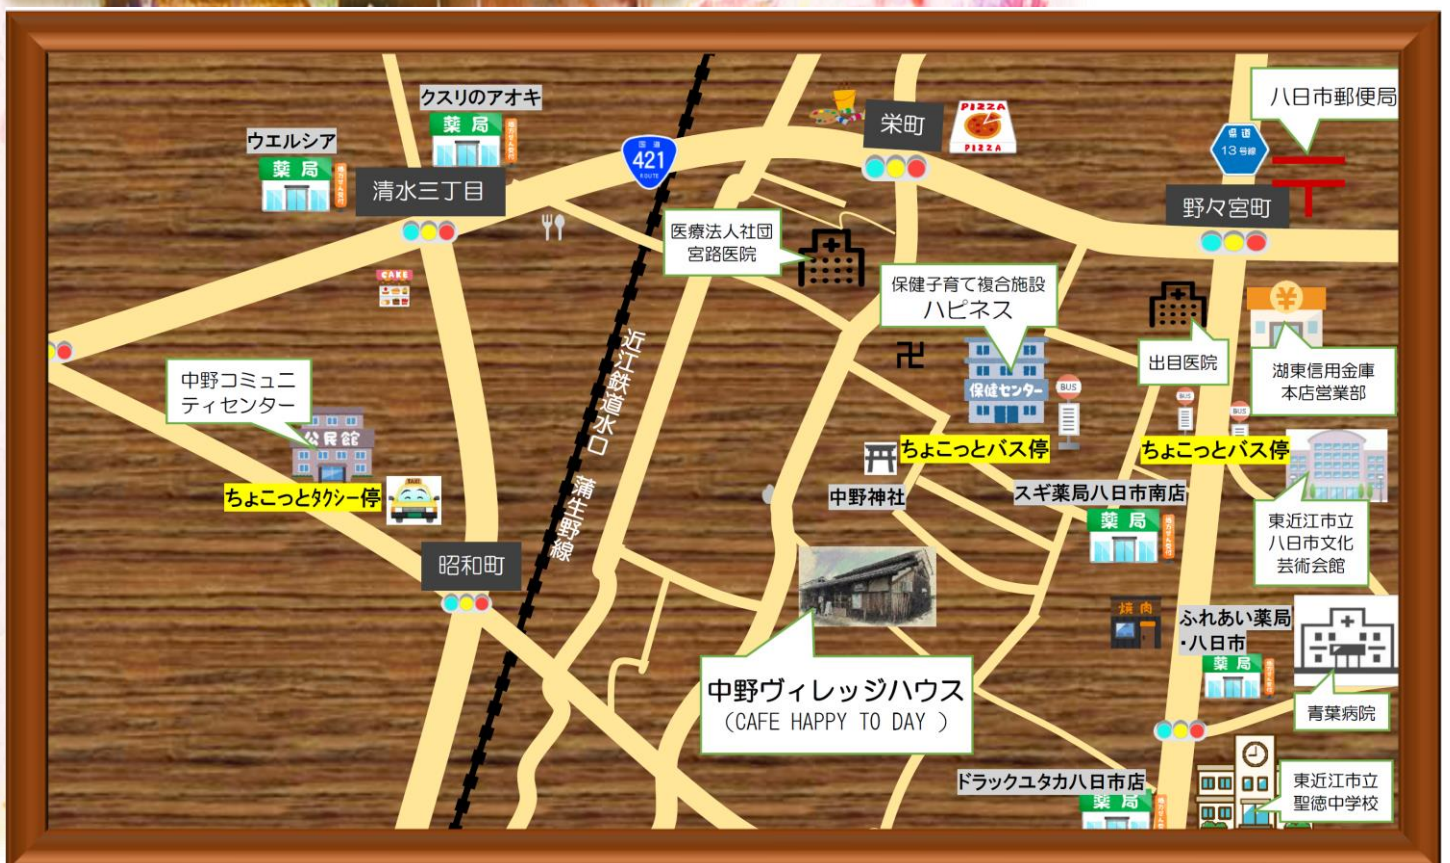 クスリのアオキ
薬局
ウエルシア
薬局
清水三丁目
国道
421
ROUTE
栄町
PIZZA
PIZZA
八日市郵便局
県道
13号線
野々宮町
医療法人社団
宮路医院
保健子育て複合施設
ハピネス
保健センター
BUS
ちょこっとバス停
出目医院
湖東信用金庫
本店営業部
BUS
BUS
ちょこっとバス停
東近江市立
八日市文化
芸術会館
CAKE
近江鉄道水口 蒲生野線
中野コミュニ
ティセンター
公民館
ちょこっとタクシー停
TAXI
昭和町
卍
中野神社
スギ薬局八日市南店
薬局
焼肉
ふれあい薬局
・八日市
薬局
青葉病院
中野ヴィレッジハウス
(CAFE HAPPY TO DAY )
ドラックユタカ八日市店
薬局
東近江市立
聖徳中学校